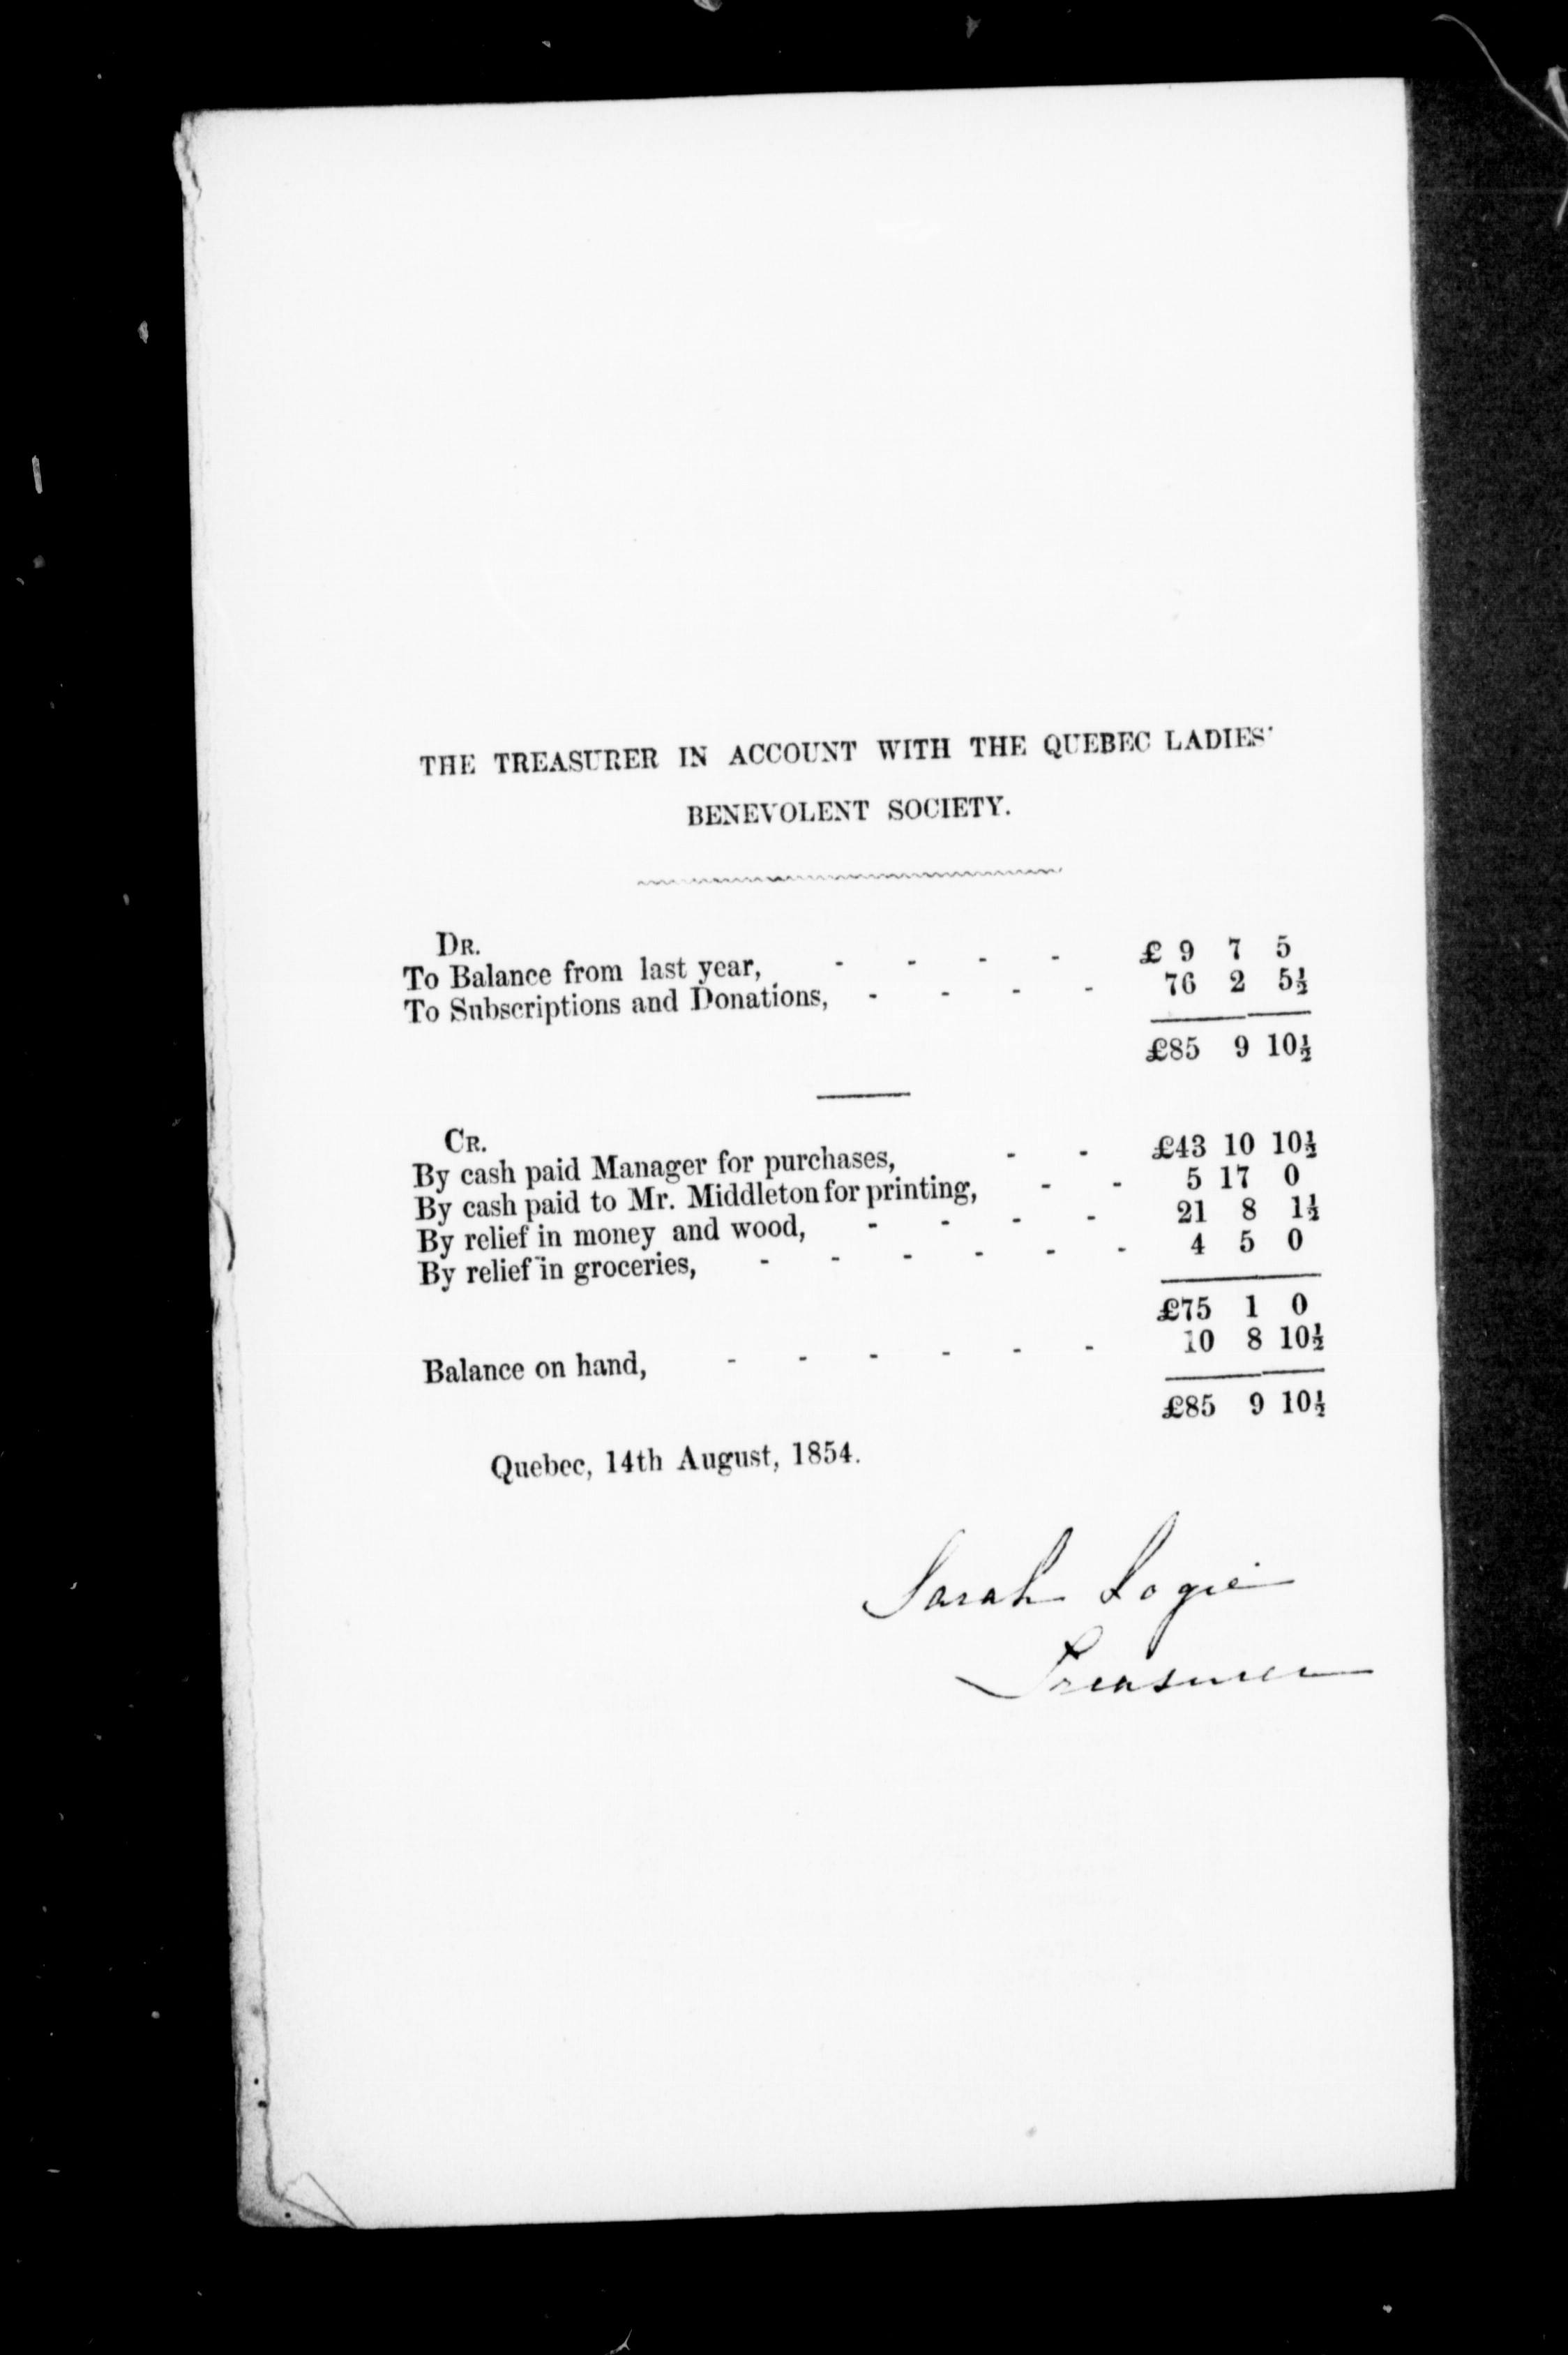 THE TREASURER IN ACCOUNT WITH THE QUEBEC LADIES'
BENEVOLENT SOCIETY.
DR.
To Balance from last year, - - - - £ 9 7 5
To Subscriptions and Donations, - - - - 76 2 5½
£85 9 10½
CR.
By cash paid Manager for purchases, - - £43 10 10½
By cash paid to Mr. Middleton for printing, - - 5 17 0
By relief in money and wood, - - - - 21 8 1½
By relief in groceries, - - - - - - 4 5 0
£75 1 0
Balance on hand, - - - - - - 10 8 10½
£85 9 10½
Quebec, 14th August, 1854.
Sarah Logie
Treasurer